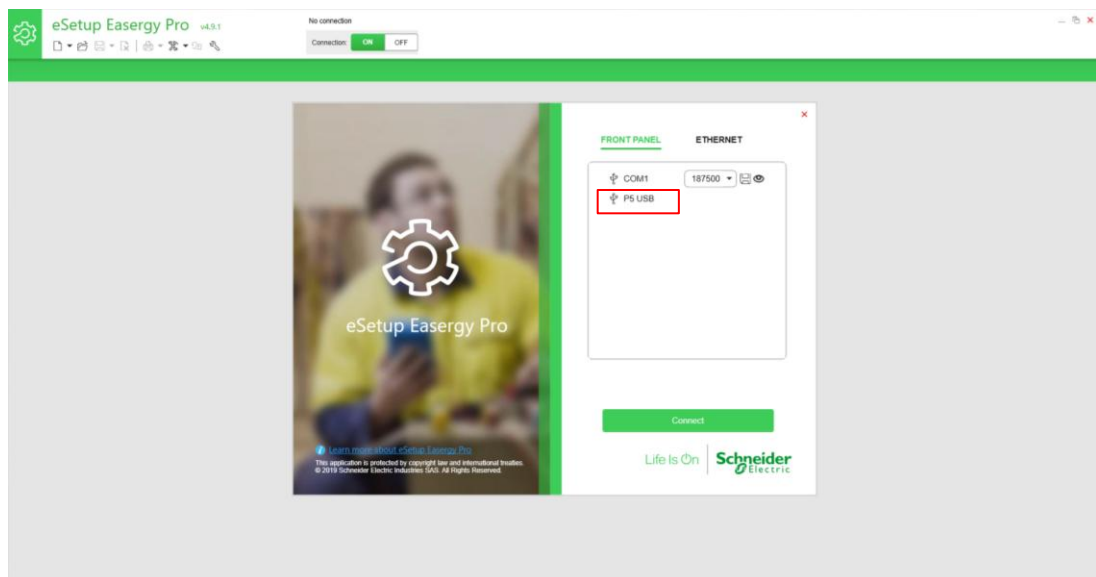 eSetup Easergy Pro v4.9.1
No connection
Connection: ON OFF
FRONT PANEL ETHERNET
COM1 187500
P5 USB
eSetup Easergy Pro
Connect
Learn more about eSetup Easergy Pro
This application is protected by copyright law and international treaties.
© 2019 Schneider Electric Industries SAS. All Rights Reserved.
Life Is On Schneider
Electric